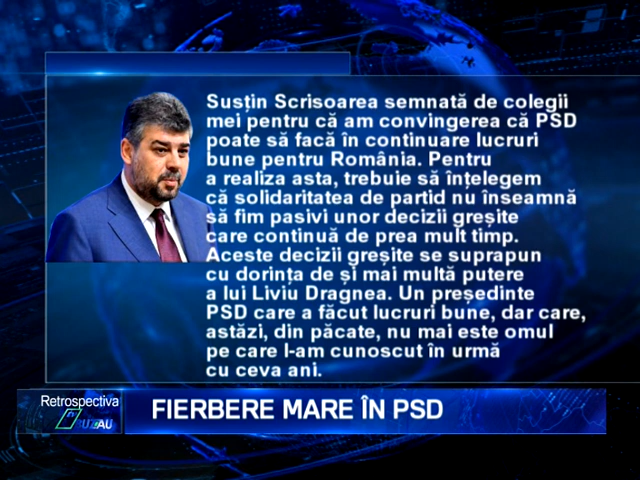 Susțin Scrisoarea semnată de colegii
mei pentru că am convingerea că PSD
poate să facă în continuare lucruri
bune pentru România. Pentru
a realiza asta, trebuie să înțelegem
că solidaritatea de partid nu înseamnă
să fim pasivi unor decizii greșite
care continuă de prea mult timp.
Aceste decizii greșite se suprapun
cu dorința de și mai multă putere
a lui Liviu Dragnea. Un președinte
PSD care a făcut lucruri bune, dar care,
astăzi, din păcate, nu mai este omul
pe care l-am cunoscut în urmă
cu ceva ani.
Retrospectiva
FIERBERE MARE ÎN PSD